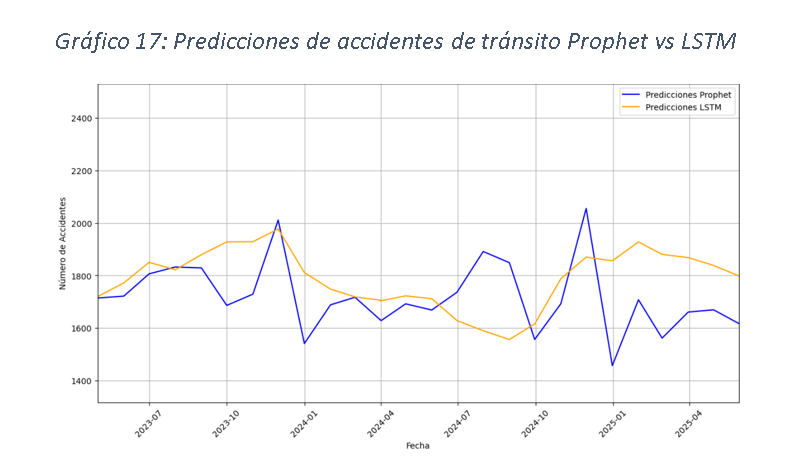 Gráfico 17: Predicciones de accidentes de tránsito Prophet vs LSTM
Predicciones Prophet
Predicciones LSTM
2400
2200
2000
1800
1600
1400
Número de Accidentes
2023-07
2023-10
2024-01
2024-04
2024-07
2024-10
2025-01
2025-04
Fecha